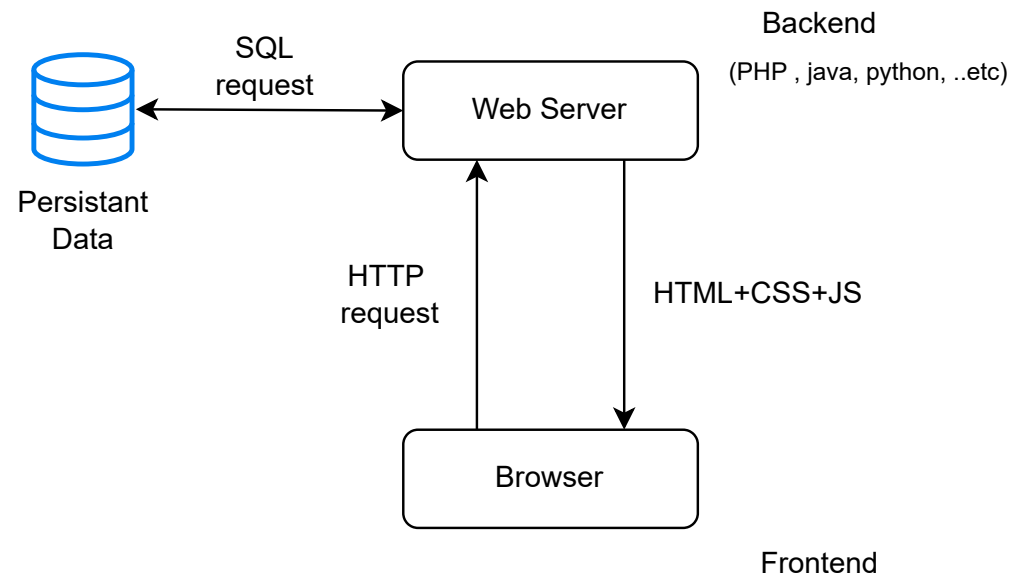 Backend
(PHP , java, python, ..etc)
SQL
request
Web Server
Persistant
Data
HTTP
request
HTML+CSS+JS
Browser
Frontend